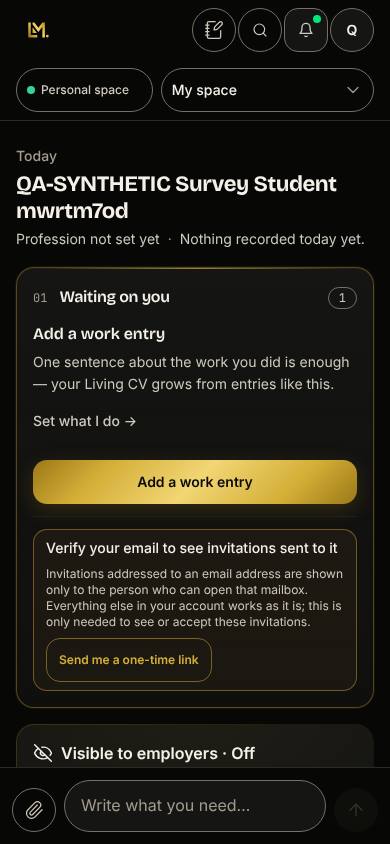 LM.
Q
Personal space
My space
Today
QA-SYNTHETIC Survey Student
mwrtm7od
Profession not set yet · Nothing recorded today yet.
01 Waiting on you 1
Add a work entry
One sentence about the work you did is enough
— your Living CV grows from entries like this.
Set what I do →
Add a work entry
Verify your email to see invitations sent to it
Invitations addressed to an email address are shown
only to the person who can open that mailbox.
Everything else in your account works as it is; this is
only needed to see or accept these invitations.
Send me a one-time link
Visible to employers · Off
Write what you need...